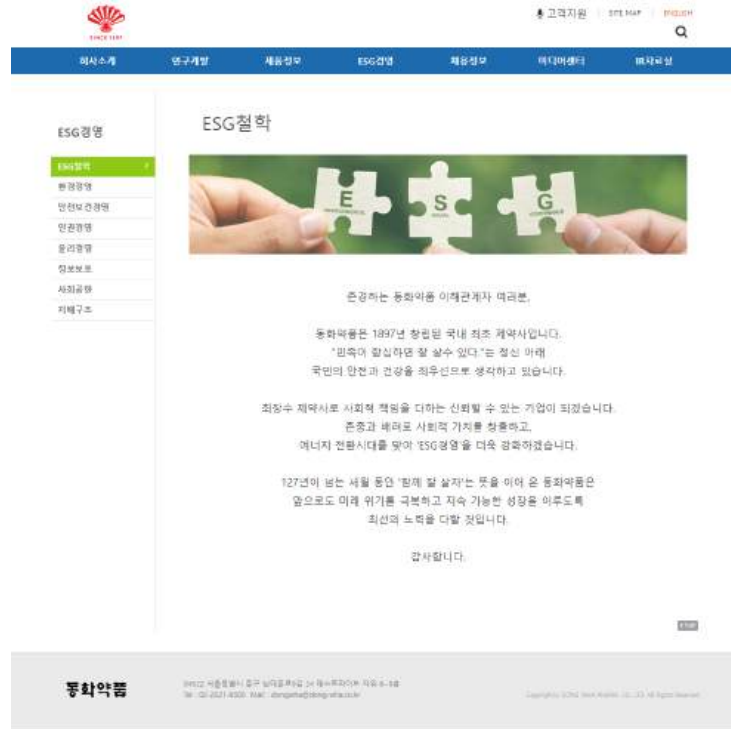 SINCE 1897
고객지원
SITE MAP
ENGLISH
회사소개 연구개발 제품정보 ESG경영 채용정보 미디어센터 IR자료실
ESG경영
ESG철학
환경경영
안전보건경영
인권경영
윤리경영
정보보호
사회공헌
지배구조
ESG철학
E S G
존경하는 동화약품 이해관계자 여러분,
동화약품은 1897년 창립된 국내 최초 제약사입니다.
"민족이 합심하면 잘 살수 있다."는 정신 아래
국민의 안전과 건강을 최우선으로 생각하고 있습니다.
최장수 제약사로 사회적 책임을 다하는 신뢰할 수 있는 기업이 되겠습니다.
존중과 배려로 사회적 가치를 창출하고,
에너지 전환시대를 맞아 'ESG경영'을 더욱 강화하겠습니다.
127년이 넘는 세월 동안 '함께 잘 살자'는 뜻을 이어 온 동화약품은
앞으로도 미래 위기를 극복하고 지속 가능한 성장을 이루도록
최선의 노력을 다할 것입니다.
감사합니다.
동화약품